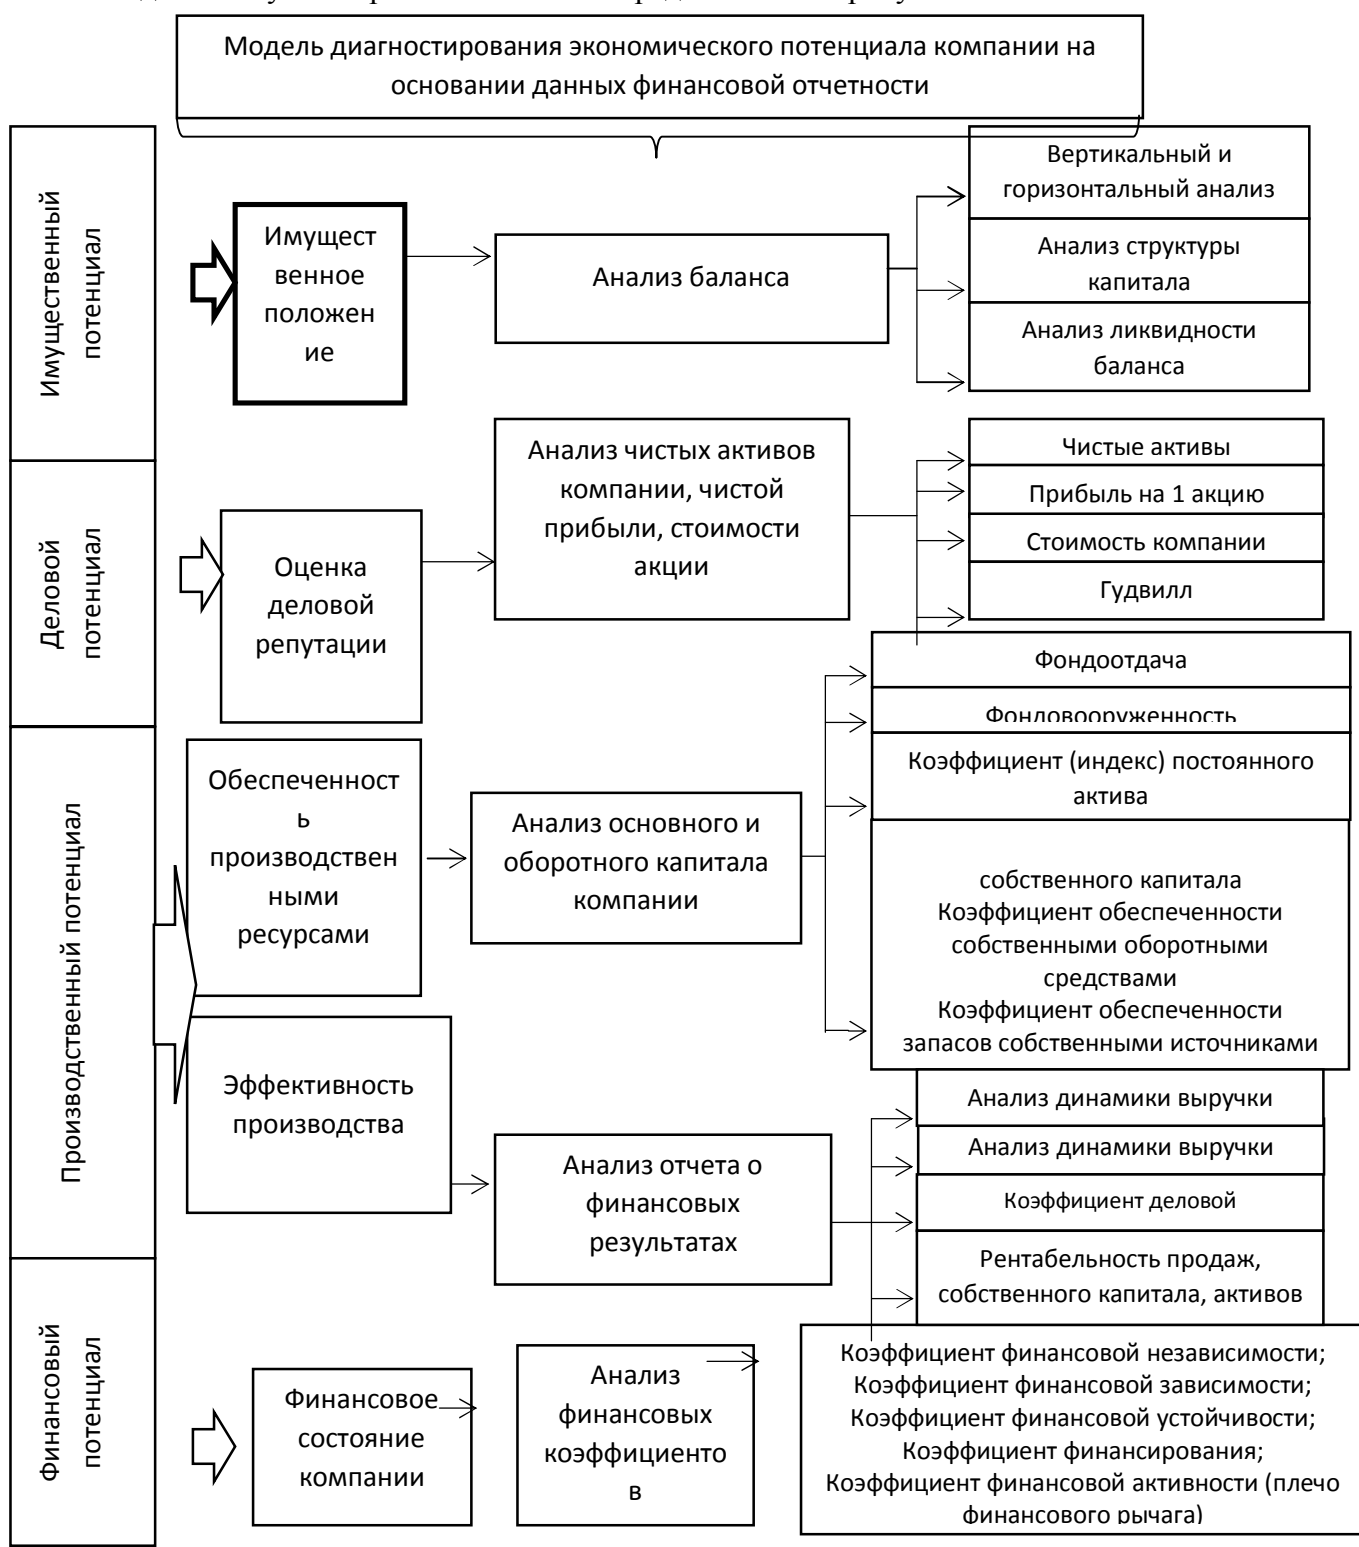 Модель диагностирования экономического потенциала компании на
основании данных финансовой отчетности
Имущественный
потенциал
Имущест
венное
положен
ие
Анализ баланса
Вертикальный и
горизонтальный анализ
Анализ структуры
капитала
Анализ ликвидности
баланса
Деловой
потенциал
Оценка
деловой
репутации
Анализ чистых активов
компании, чистой
прибыли, стоимости
акции
Чистые активы
Прибыль на 1 акцию
Стоимость компании
Гудвилл
Производственный потенциал
Обеспеченност
ь
производствен
ными
ресурсами
Анализ основного и
оборотного капитала
компании
Фондоотдача
Фондовооруженность
Коэффициент (индекс) постоянного
актива
собственного капитала
Коэффициент обеспеченности
собственными оборотными
средствами
Коэффициент обеспеченности
запасов собственными источниками
Эффективность
производства
Анализ отчета о
финансовых
результатах
Анализ динамики выручки
Анализ динамики выручки
Коэффициент деловой
Рентабельность продаж,
собственного капитала, активов
Финансовый
потенциал
Финансовое
состояние
компании
Анализ
финансовых
коэффициенто
в
Коэффициент финансовой независимости;
Коэффициент финансовой зависимости;
Коэффициент финансовой устойчивости;
Коэффициент финансирования;
Коэффициент финансовой активности (плечо
финансового рычага)